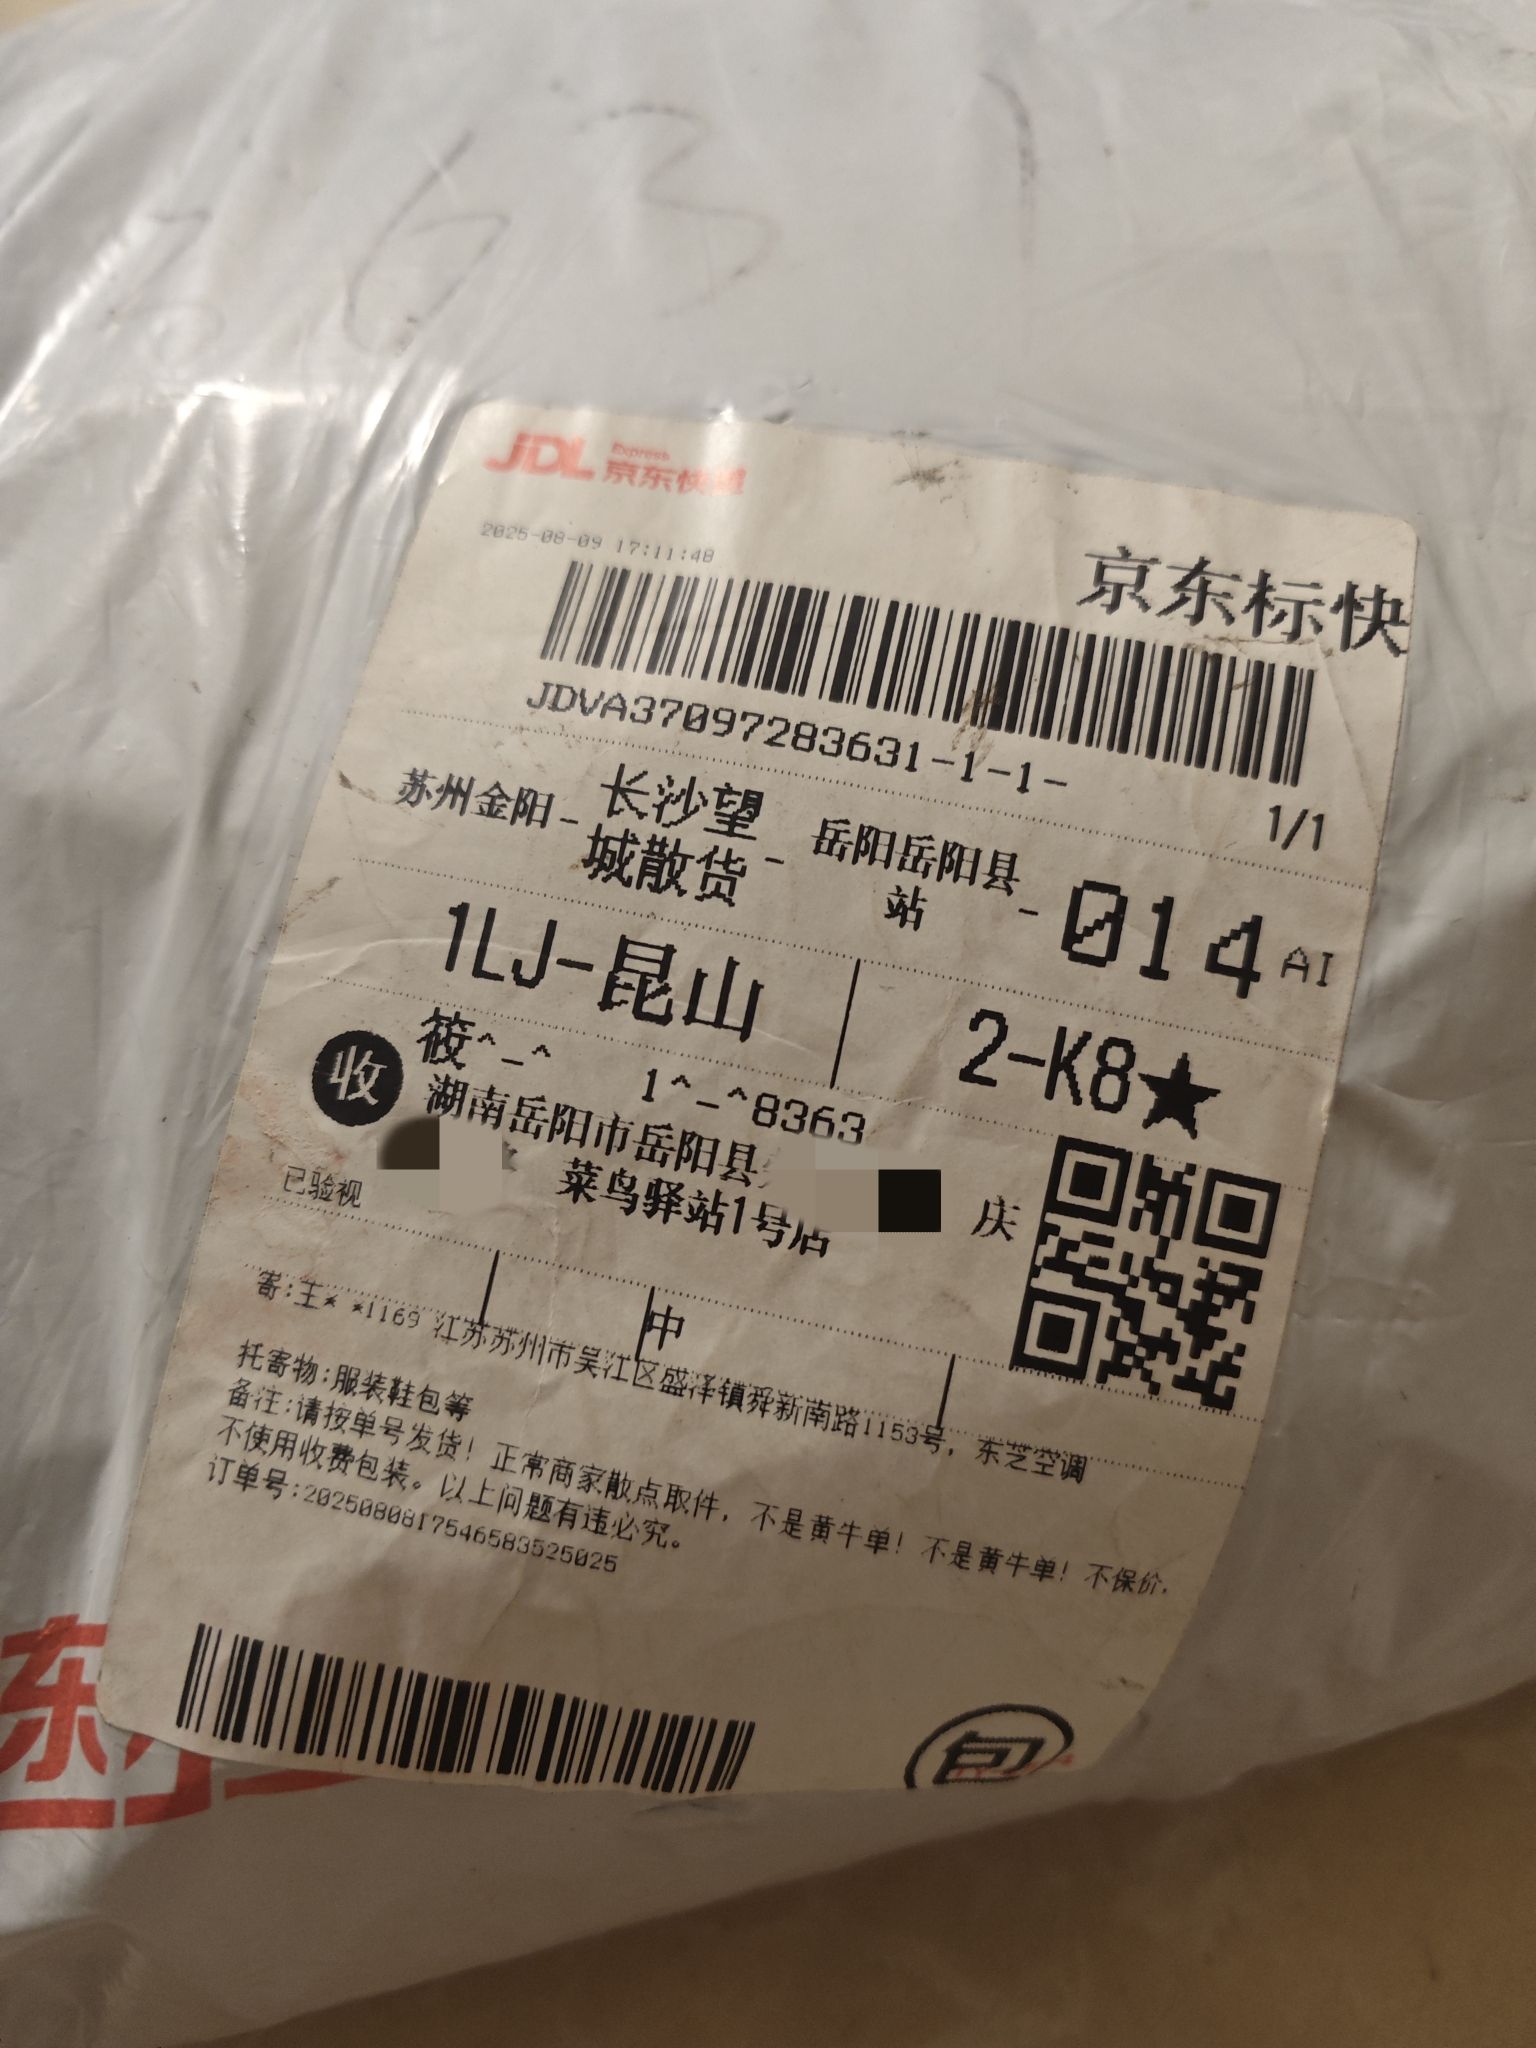 3631
JDL Express
京东快递
2025-08-09 17:11:48
京东标快
JDVA37097283631-1-1-
1/1
苏州金阳-长沙望城散货-岳阳岳阳县站-014 AI
1LJ-昆山
2-K8★
收
筱^_^ 1^_^8363
湖南岳阳市岳阳县
菜鸟驿站1号店
庆
已验视
中
寄:王* *1169 江苏苏州市吴江区盛泽镇舜新南路1153号, 东芝空调
托寄物:服装鞋包等
备注:请按单号发货! 正常商家散点取件, 不是黄牛单! 不是黄牛单! 不保价,
不使用收费包装。以上问题有违必究。
订单号:2025080817546583525025
包
东